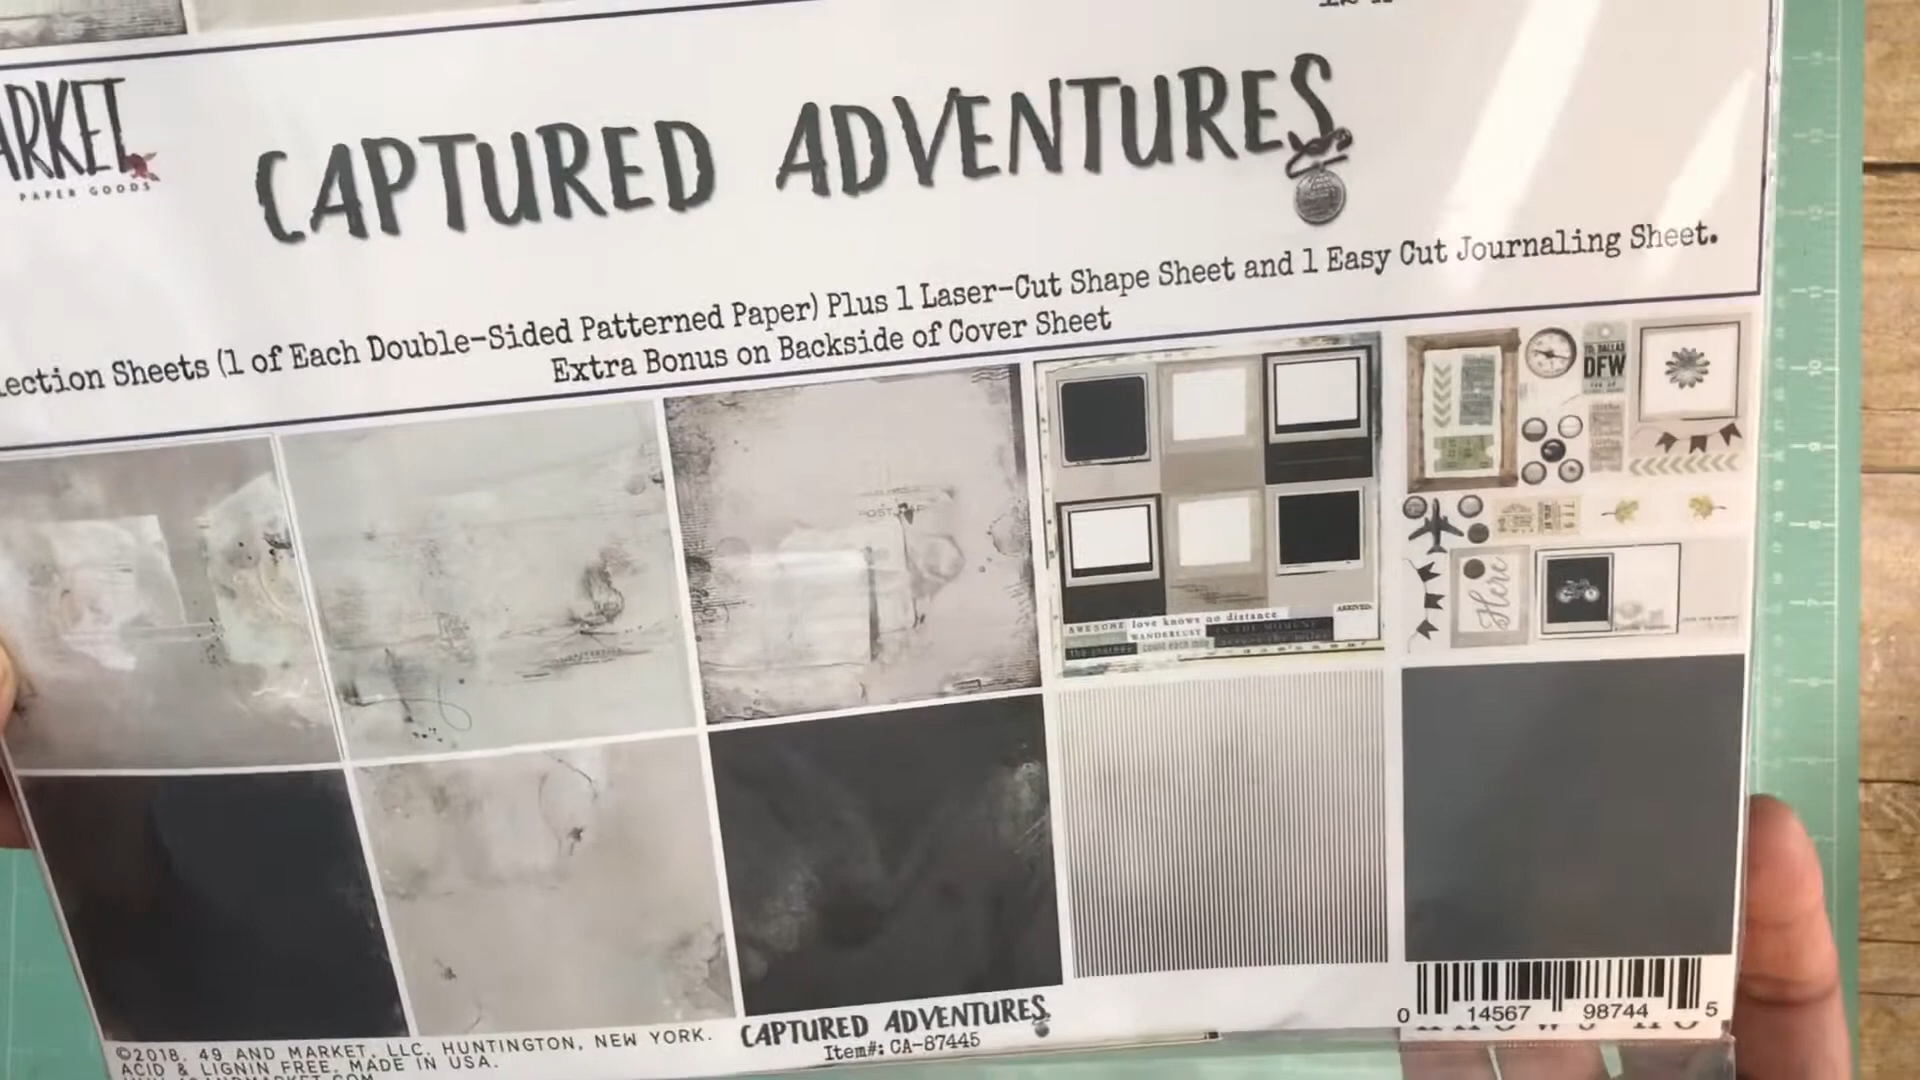 ARKET
PAPER GOODS
CAPTURED ADVENTURES
lection Sheets (1 of Each Double-Sided Patterned Paper) Plus 1 Laser-Cut Shape Sheet and 1 Easy Cut Journaling Sheet.
Extra Bonus on Backside of Cover Sheet
DFW
Here
AWESOME love knows no distance
ARRIVED:
WANDERLUST IN THE MOMENT
©2018. 49 AND MARKET, LLC. HUNTINGTON, NEW YORK.
ACID & LIGNIN FREE. MADE IN USA.
CAPTURED ADVENTURES
Item#: CA-87445
0 14567 98744 5